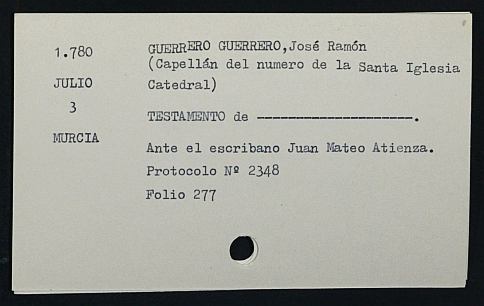 1.780
JULIO
3
MURCIA
GUERRERO GUERRERO,José Ramón
(Capellán del numero de la Santa Iglesia
Catedral)
TESTAMENTO de ---------------------.
Ante el escribano Juan Mateo Atienza.
Protocolo Nº 2348
Folio 277